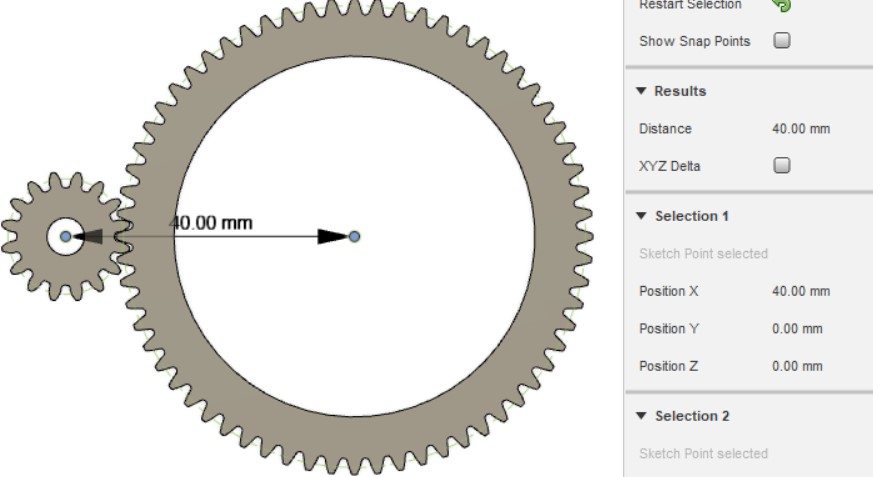 Restart Selection
Show Snap Points
Results
Distance 40.00 mm
XYZ Delta
40.00 mm
Selection 1
Sketch Point selected
Position X 40.00 mm
Position Y 0.00 mm
Position Z 0.00 mm
Selection 2
Sketch Point selected